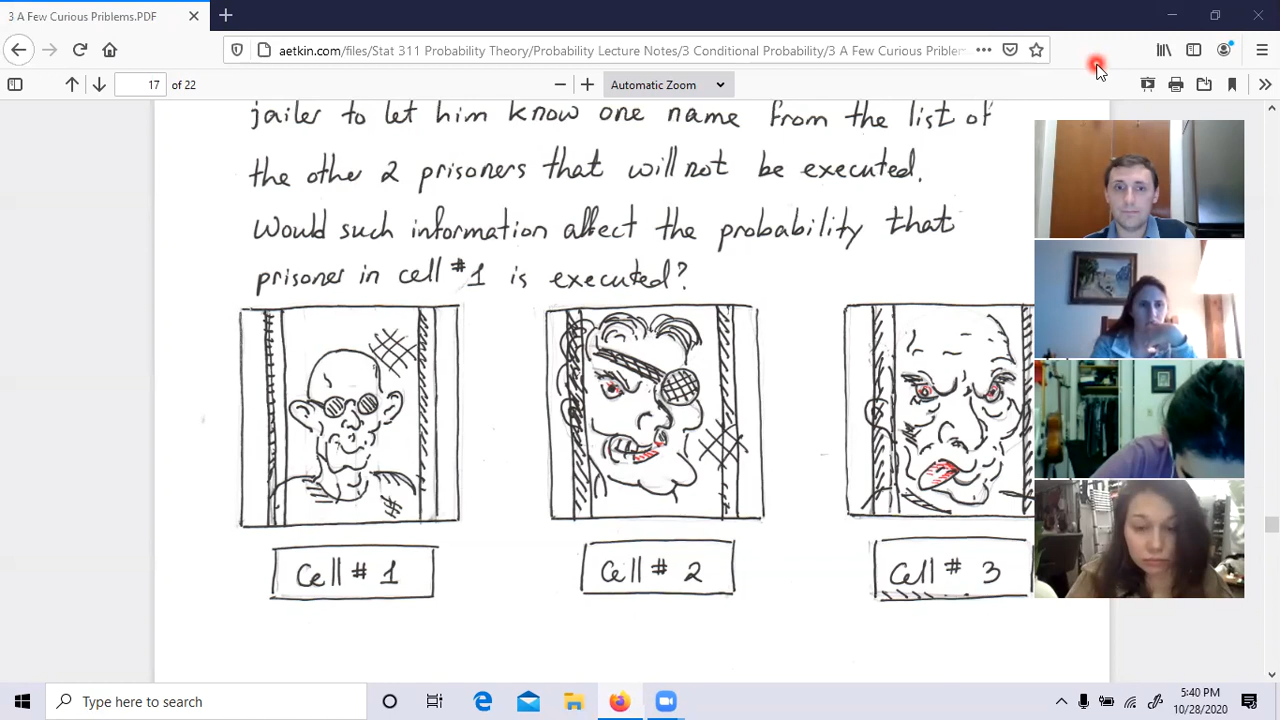 3 A Few Curious Priblems.PDF
aetkin.com/files/Stat 311 Probability Theory/Probability Lecture Notes/3 Conditional Probability/3 A Few Curious Priblem
17 of 22
Automatic Zoom
jailer to let him know one name from the list of
the other 2 prisoners that will not be executed.
Would such information affect the probability that
prisoner in cell #1 is executed?
Cell # 1
Cell # 2
Cell # 3
Type here to search
5:40 PM
10/28/2020